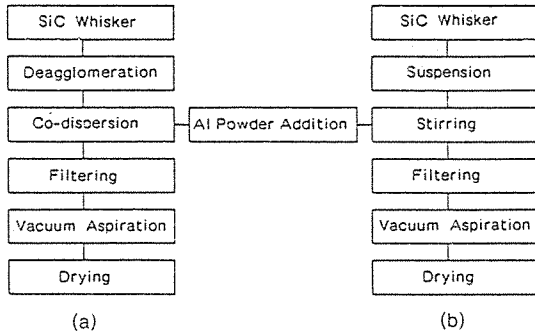 SiC Whisker
Deagglomeration
Co-dispersion
Filtering
Vacuum Aspiration
Drying
(a)
Al Powder Addition
SiC Whisker
Suspension
Stirring
Filtering
Vacuum Aspiration
Drying
(b)